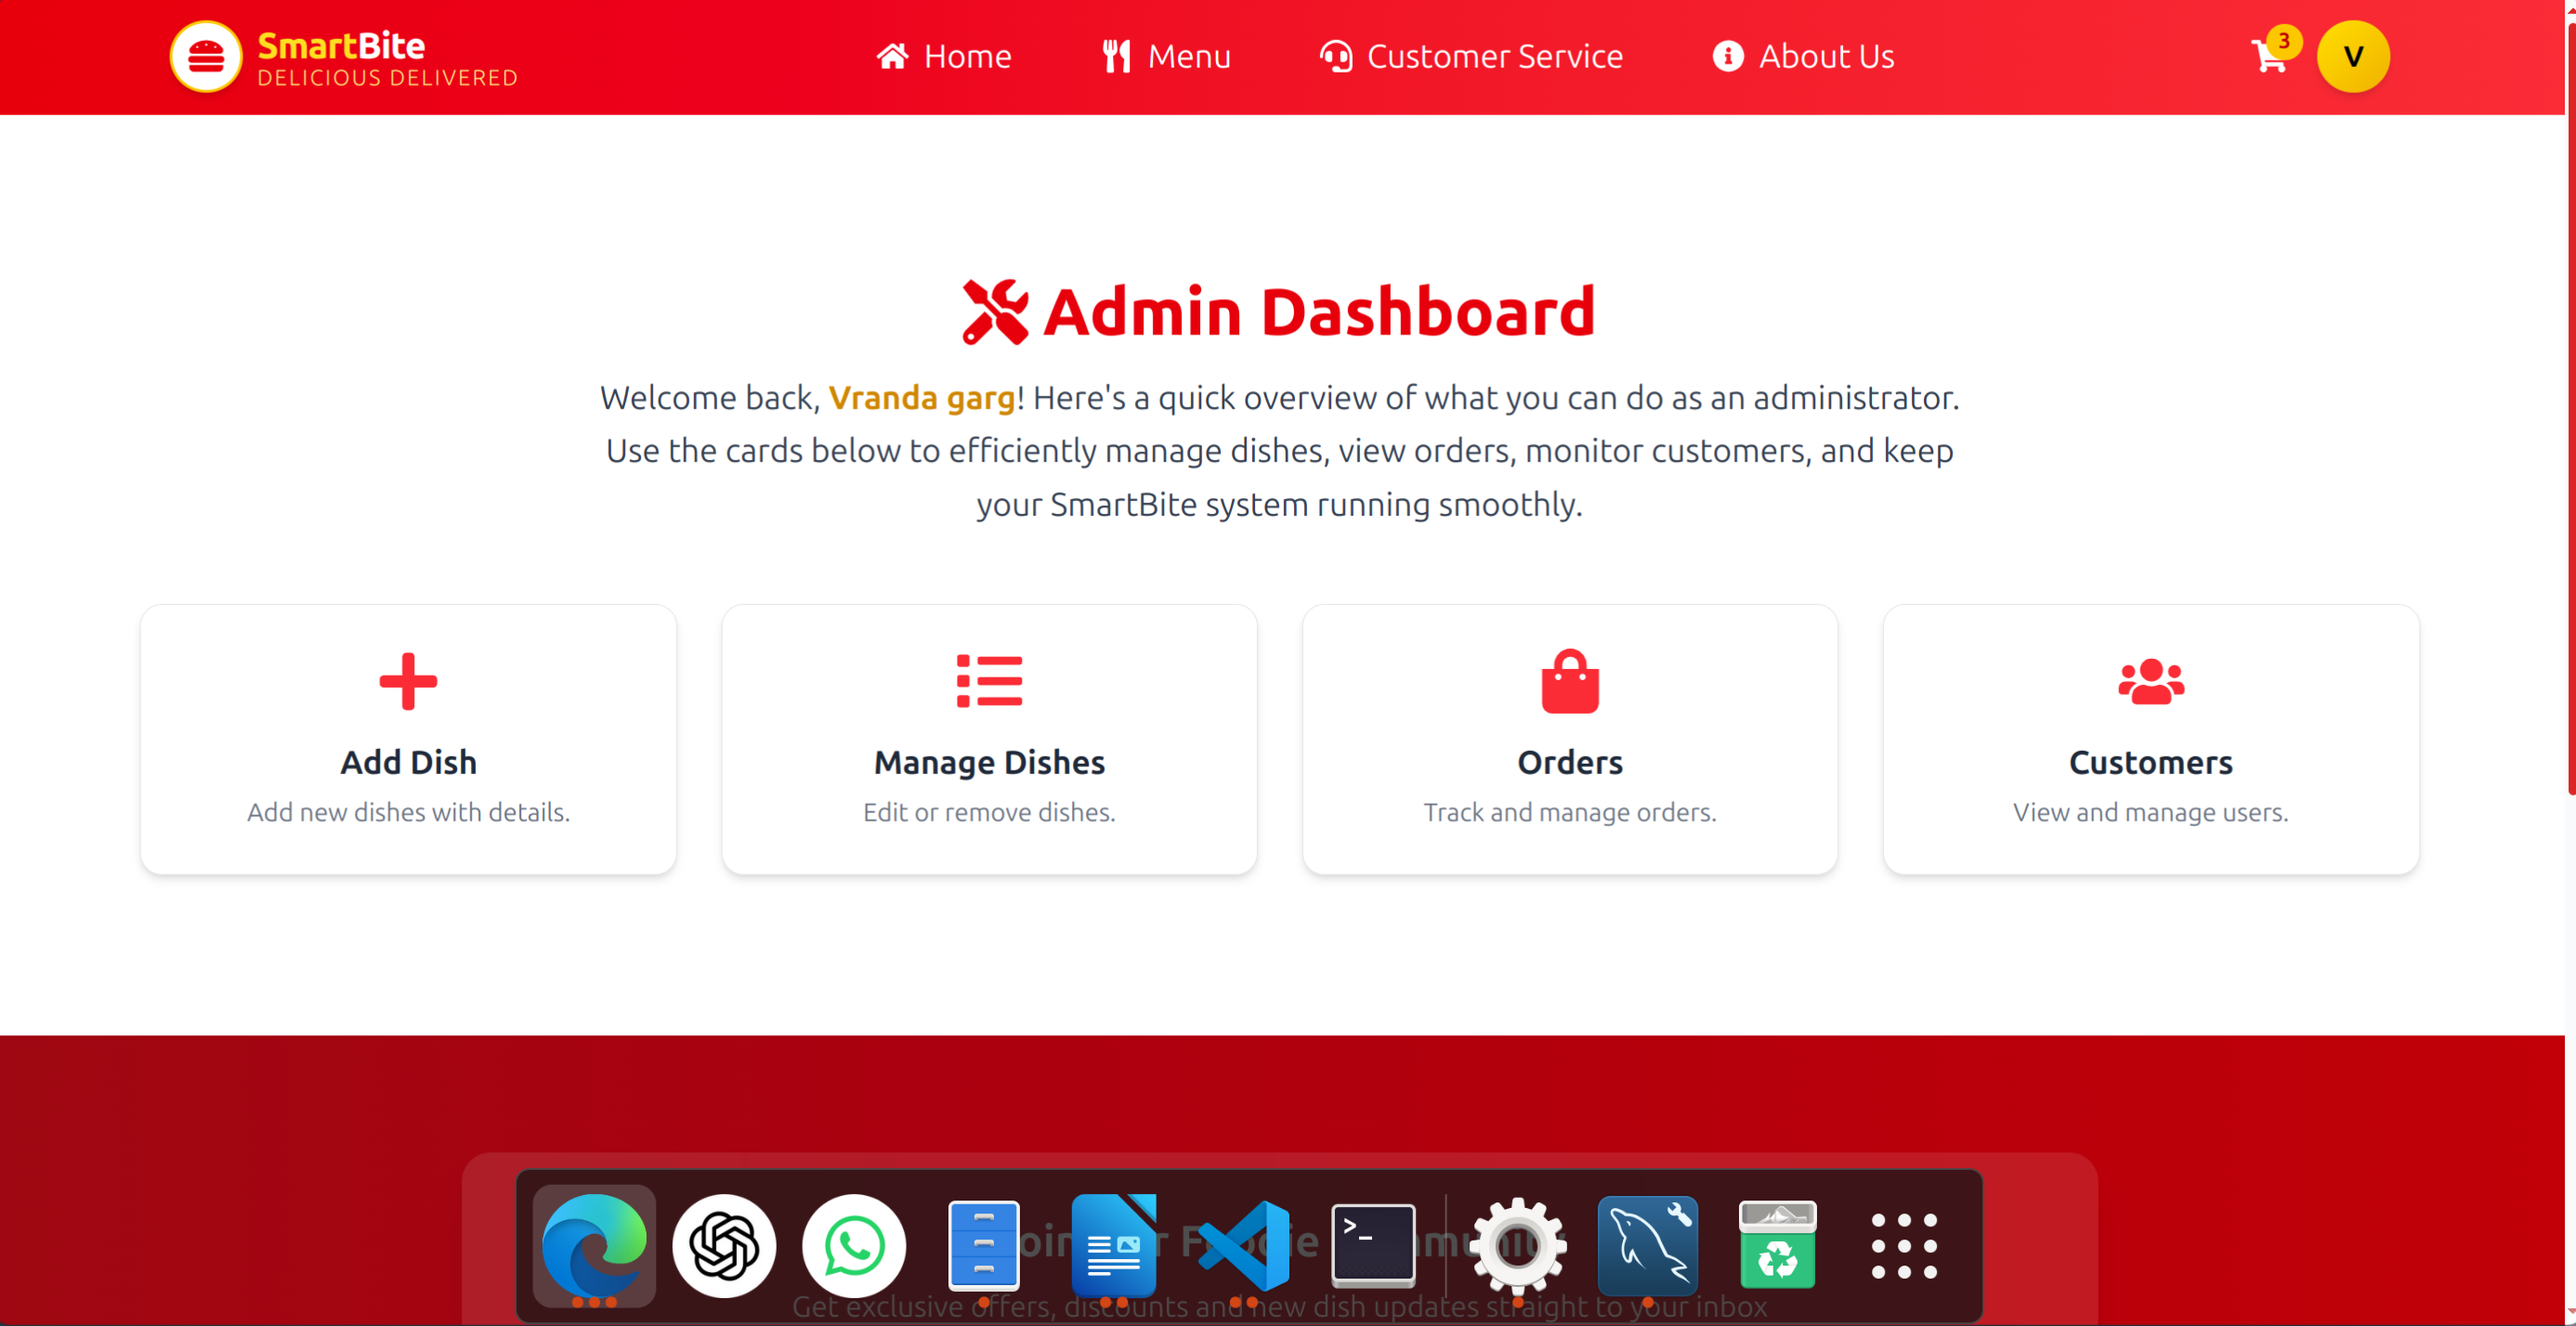 SmartBite
DELICIOUS DELIVERED
Home
Menu
Customer Service
About Us
3
V
Admin Dashboard
Welcome back, Vranda garg! Here's a quick overview of what you can do as an administrator.
Use the cards below to efficiently manage dishes, view orders, monitor customers, and keep
your SmartBite system running smoothly.
Add Dish
Add new dishes with details.
Manage Dishes
Edit or remove dishes.
Orders
Track and manage orders.
Customers
View and manage users.
Get exclusive offers, discounts and new dish updates straight to your inbox